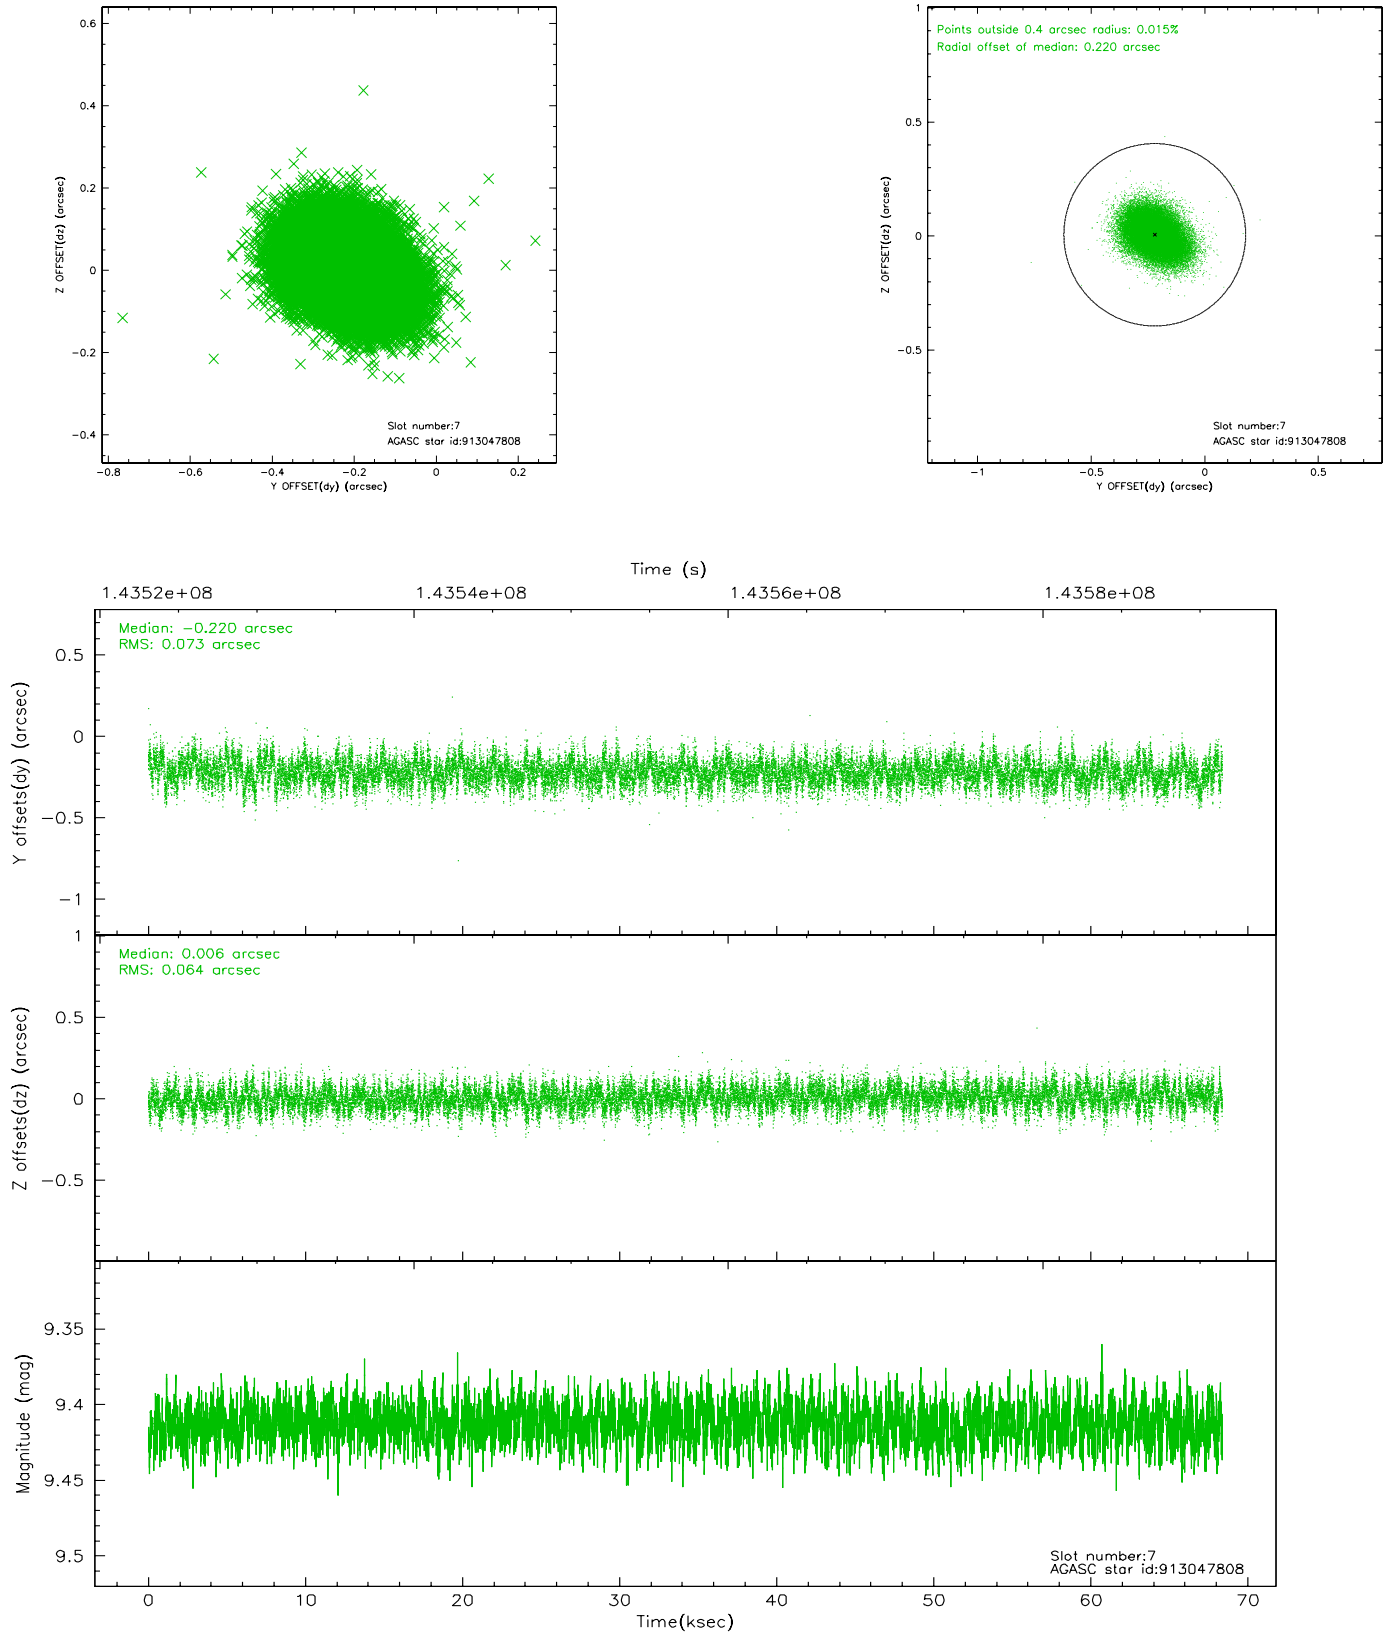 0.6
0.4
0.2
0
−0.2
−0.4
Z OFFSET(dz) (arcsec)
Slot number:7
AGASC star id:913047808
−0.8 −0.6 −0.4 −0.2 0 0.2
Y OFFSET(dy) (arcsec)
Points outside 0.4 arcsec radius: 0.015%
Radial offset of median: 0.220 arcsec
1
0.5
0
−0.5
Z OFFSET(dz) (arcsec)
Slot number:7
AGASC star id:913047808
−1 −0.5 0 0.5
Y OFFSET(dy) (arcsec)
Time (s)
1.4352e+08 1.4354e+08 1.4356e+08 1.4358e+08
Median: −0.220 arcsec
RMS: 0.073 arcsec
0.5
0
−0.5
−1
Y offsets(dy) (arcsec)
Median: 0.006 arcsec
RMS: 0.064 arcsec
1
0.5
0
−0.5
Z offsets(dz) (arcsec)
9.35
9.4
9.45
9.5
Magnitude (mag)
Slot number:7
AGASC star id:913047808
0 10 20 30 40 50 60 70
Time(ksec)